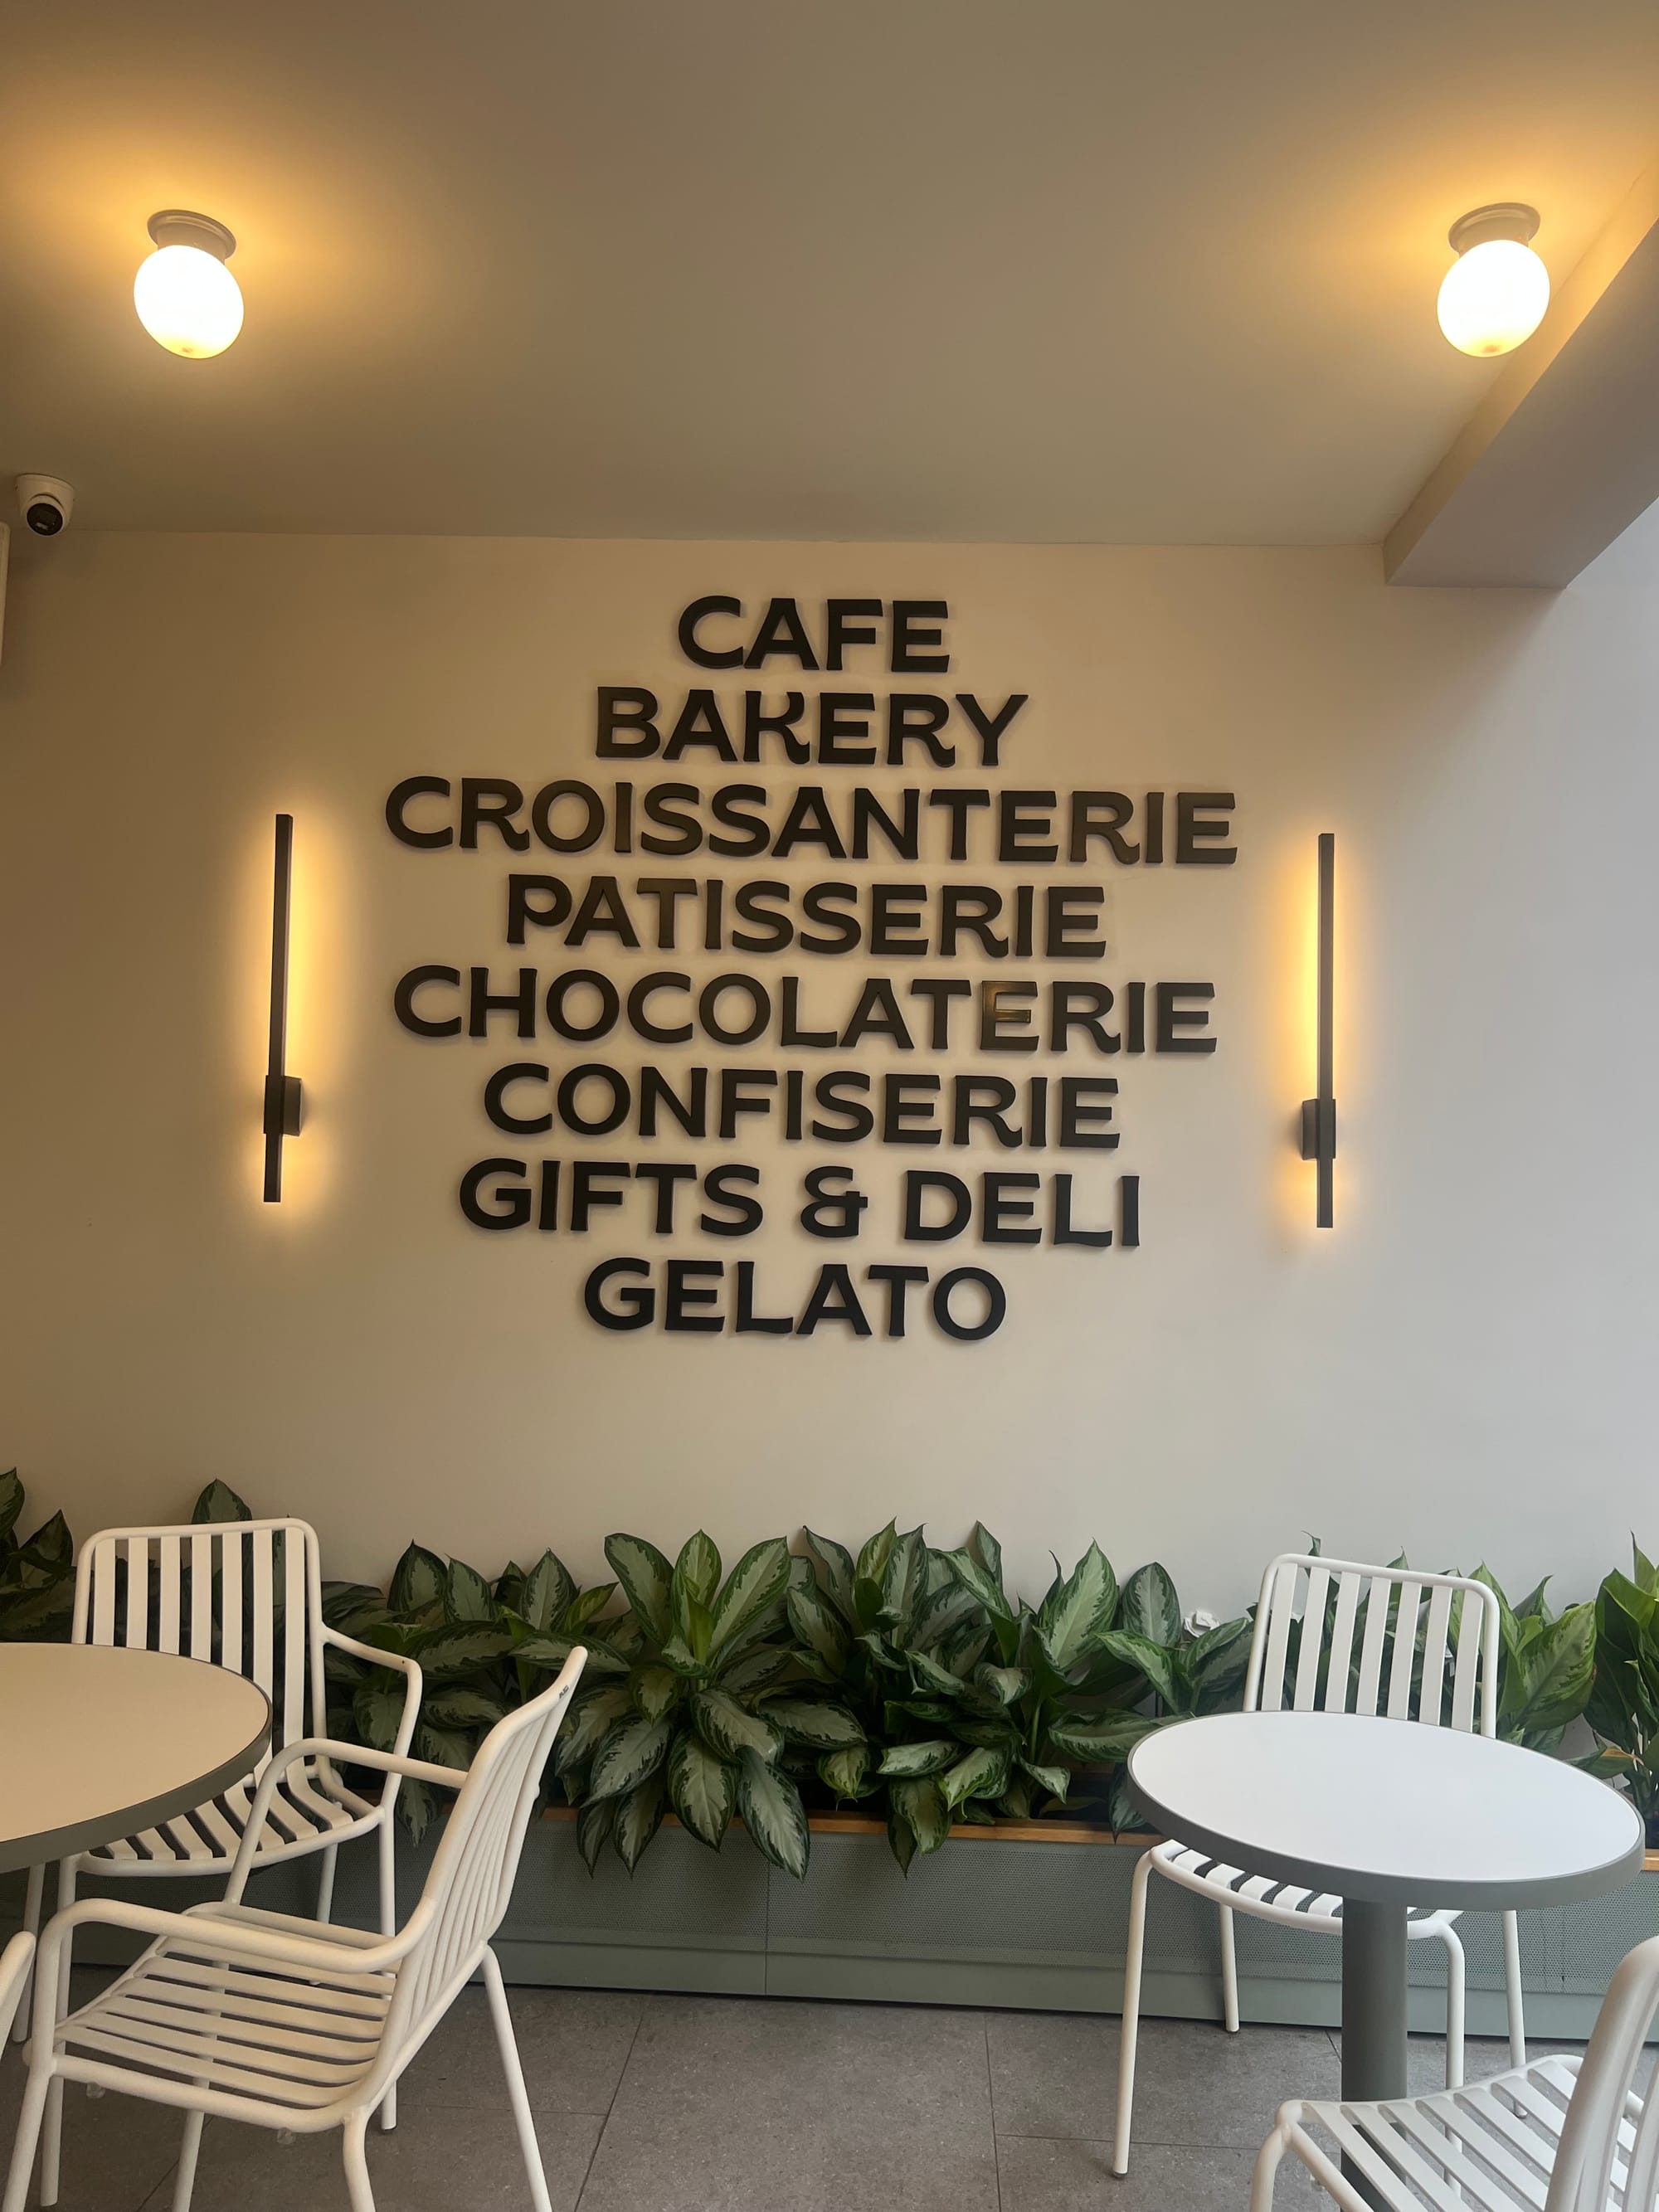 CAFE
BAKERY
CROISSANTERIE
PATISSERIE
CHOCOLATERIE
CONFISERIE
GIFTS & DELI
GELATO